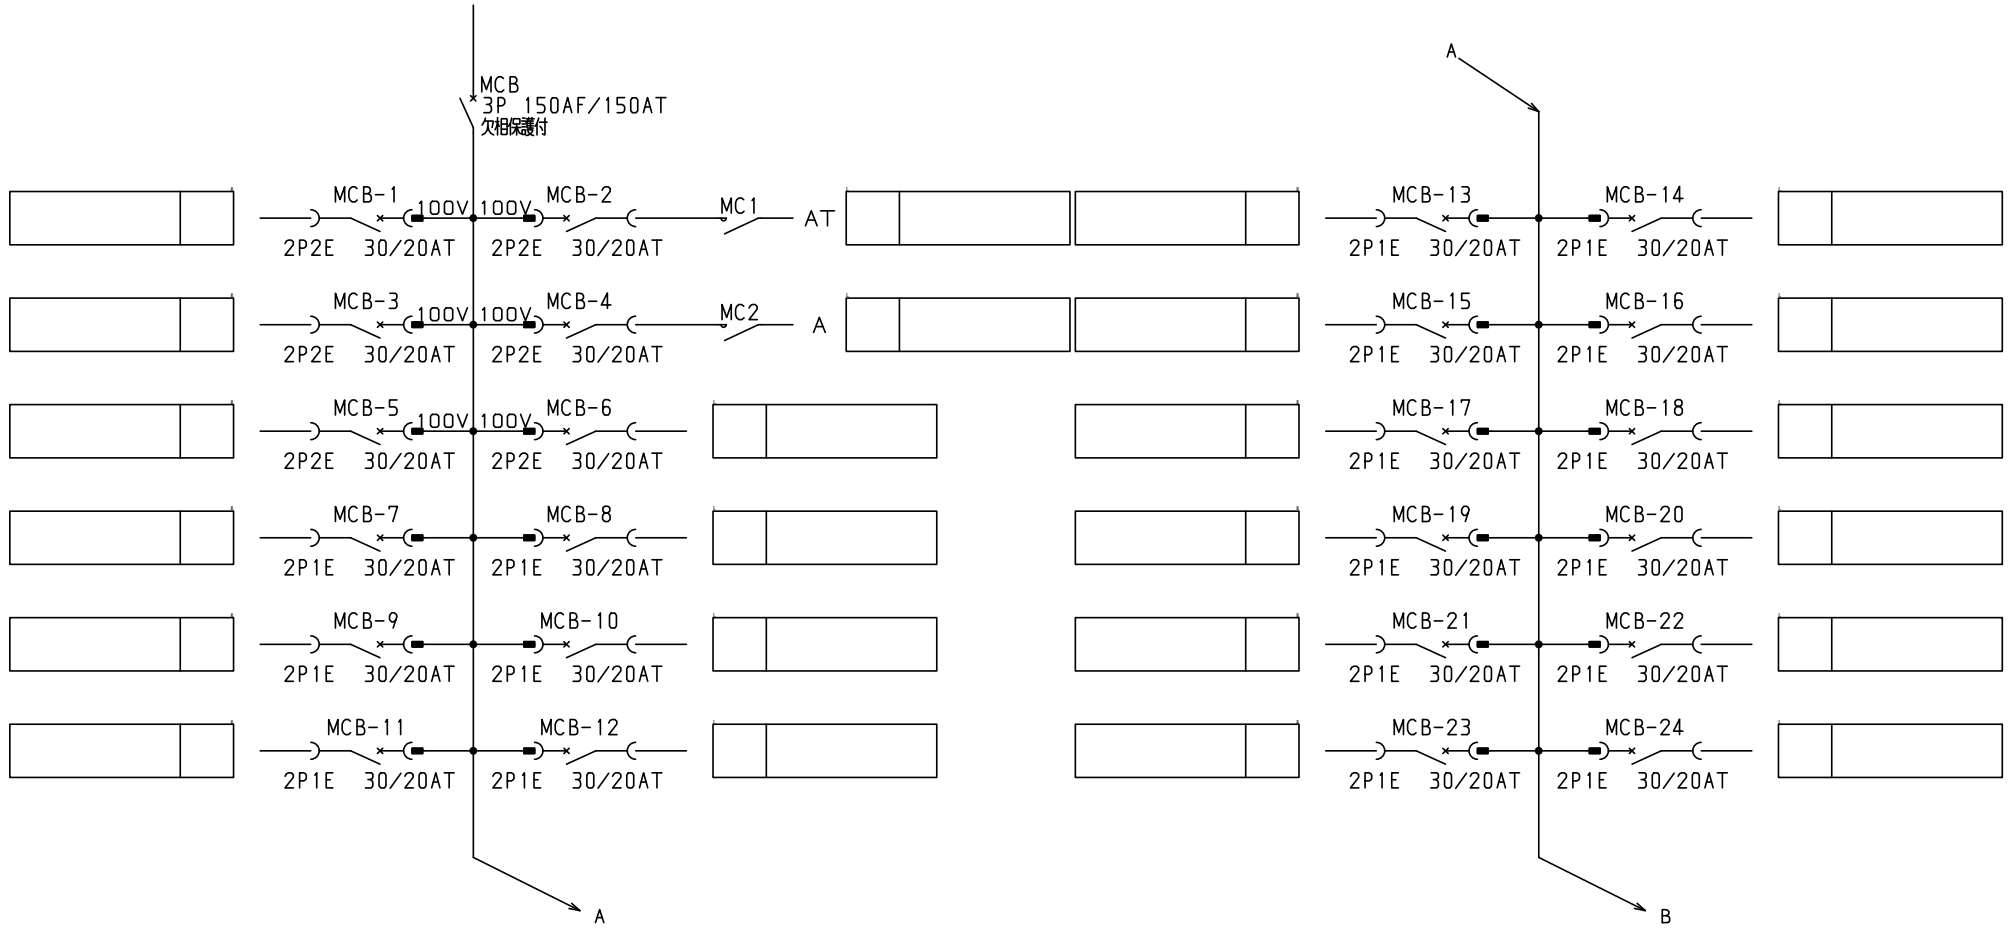 MCB
3P 150AF/150AT
欠相保護付
MCB-1 100V 100V MCB-2 MC1 AT
2P2E 30/20AT 2P2E 30/20AT
MCB-3 100V 100V MCB-4 MC2 A
2P2E 30/20AT 2P2E 30/20AT
MCB-5 100V 100V MCB-6
2P2E 30/20AT 2P2E 30/20AT
MCB-7 MCB-8
2P1E 30/20AT 2P1E 30/20AT
MCB-9 MCB-10
2P1E 30/20AT 2P1E 30/20AT
MCB-11 MCB-12
2P1E 30/20AT 2P1E 30/20AT
A
A
MCB-13 MCB-14
2P1E 30/20AT 2P1E 30/20AT
MCB-15 MCB-16
2P1E 30/20AT 2P1E 30/20AT
MCB-17 MCB-18
2P1E 30/20AT 2P1E 30/20AT
MCB-19 MCB-20
2P1E 30/20AT 2P1E 30/20AT
MCB-21 MCB-22
2P1E 30/20AT 2P1E 30/20AT
MCB-23 MCB-24
2P1E 30/20AT 2P1E 30/20AT
B